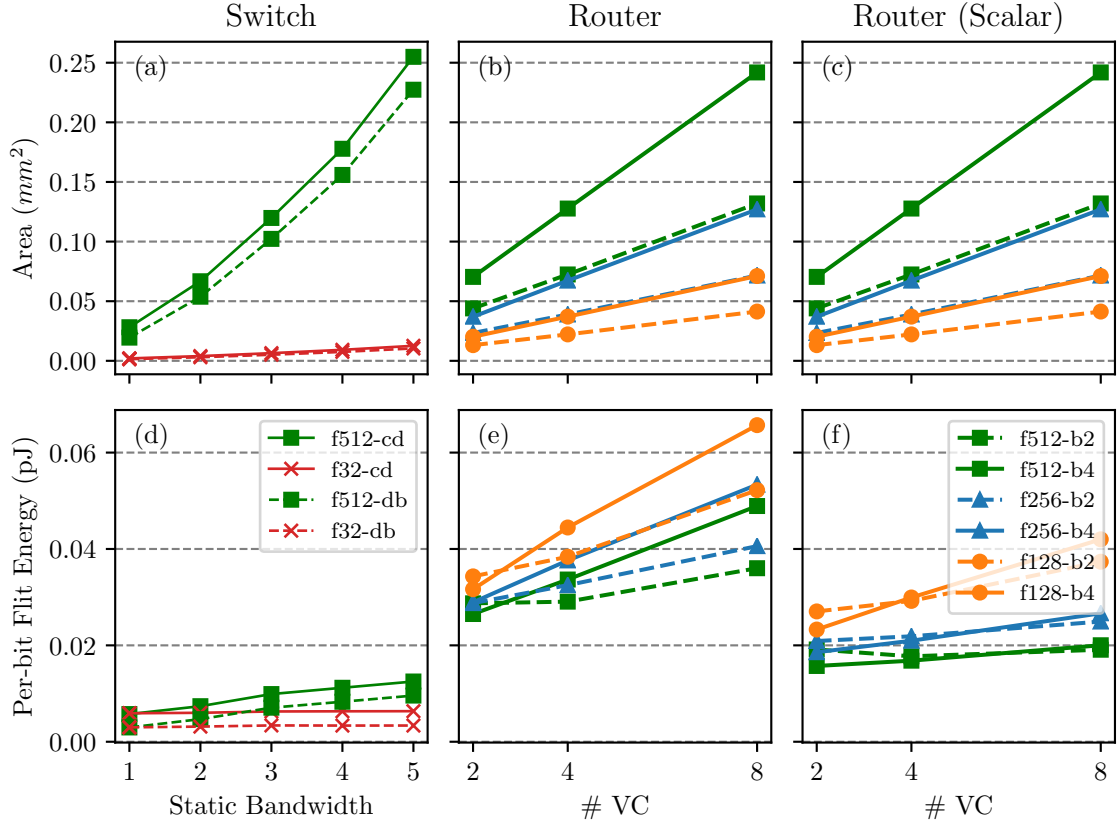 Switch
Router
Router (Scalar)
Area (mm²)
0.25
0.20
0.15
0.10
0.05
0.00
(a)
(b)
(c)
Per-bit Flit Energy (pJ)
0.06
0.04
0.02
0.00
(d)
f512-cd
f32-cd
f512-db
f32-db
(e)
(f)
f512-b2
f512-b4
f256-b2
f256-b4
f128-b2
f128-b4
1 2 3 4 5
2 4 8
2 4 8
Static Bandwidth
# VC
# VC